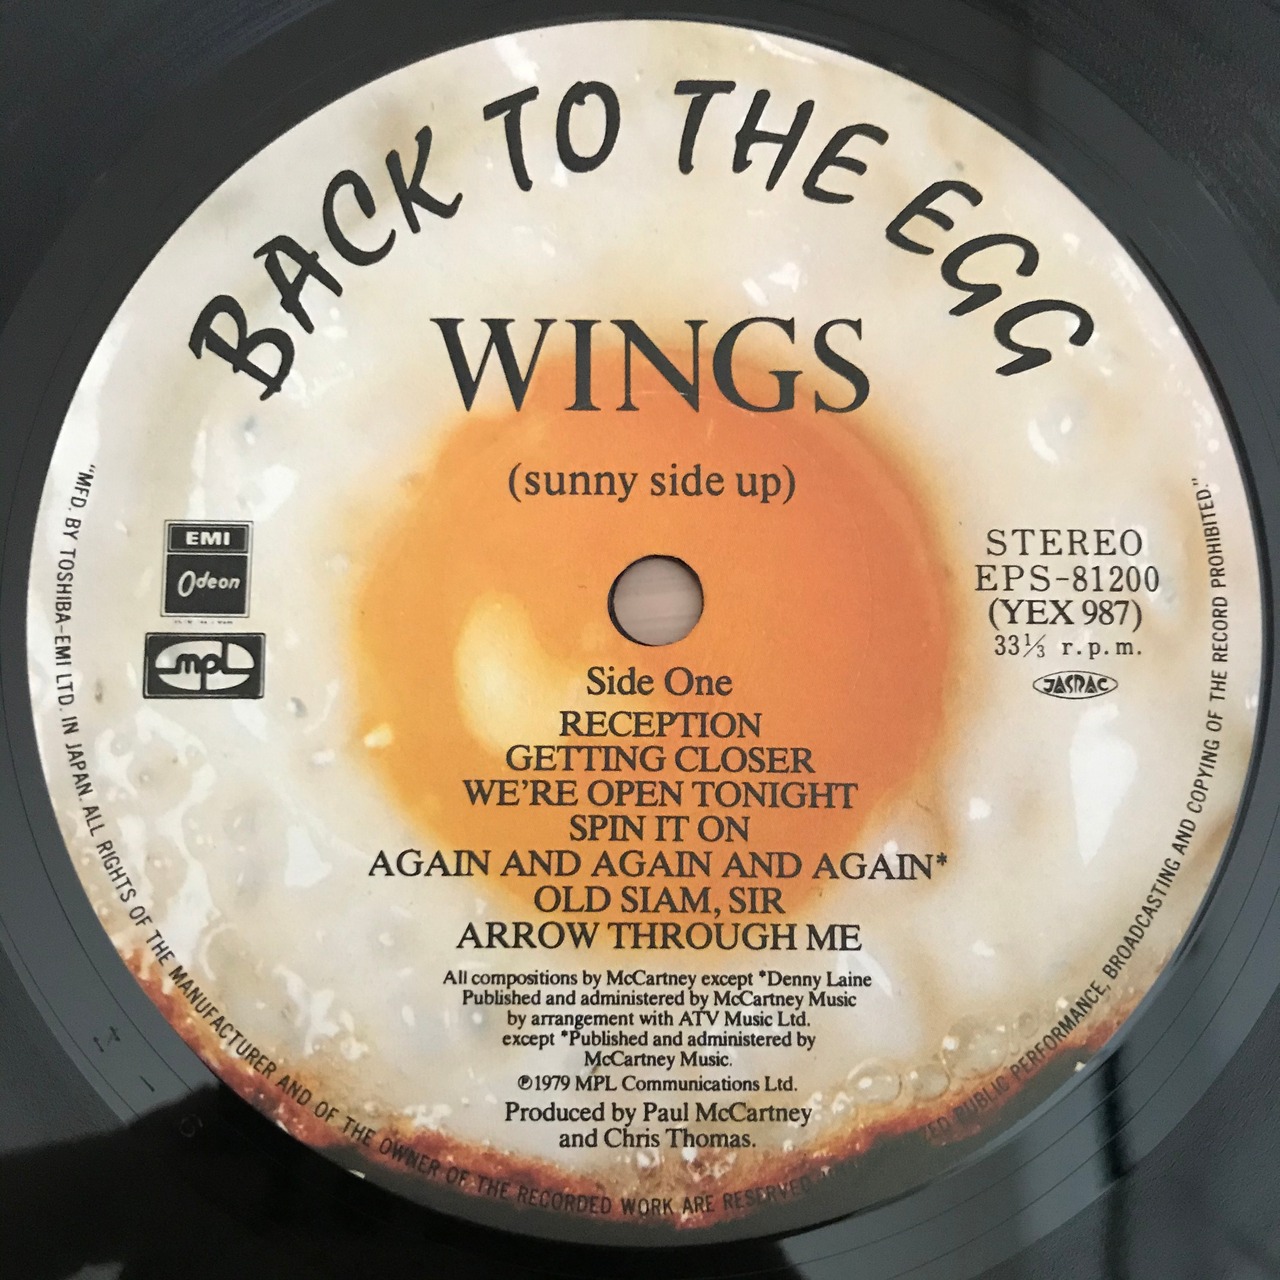 BACK TO THE EGG
WINGS
(sunny side up)
EMI
Odeon
mpl
STEREO
EPS-81200
(YEX 987)
33⅓ r.p.m.
JASRAC
Side One
RECEPTION
GETTING CLOSER
WE'RE OPEN TONIGHT
SPIN IT ON
AGAIN AND AGAIN AND AGAIN*
OLD SIAM, SIR
ARROW THROUGH ME
All compositions by McCartney except *Denny Laine
Published and administered by McCartney Music
by arrangement with ATV Music Ltd.
except *Published and administered by
McCartney Music.
℗1979 MPL Communications Ltd.
Produced by Paul McCartney
and Chris Thomas.
"MFD. BY TOSHIBA-EMI LTD. IN JAPAN. ALL RIGHTS OF THE MANUFACTURER AND OF THE OWNER OF THE RECORDED WORK ARE RESERVED PUBLIC PERFORMANCE, BROADCASTING AND COPYING OF THE RECORD PROHIBITED."